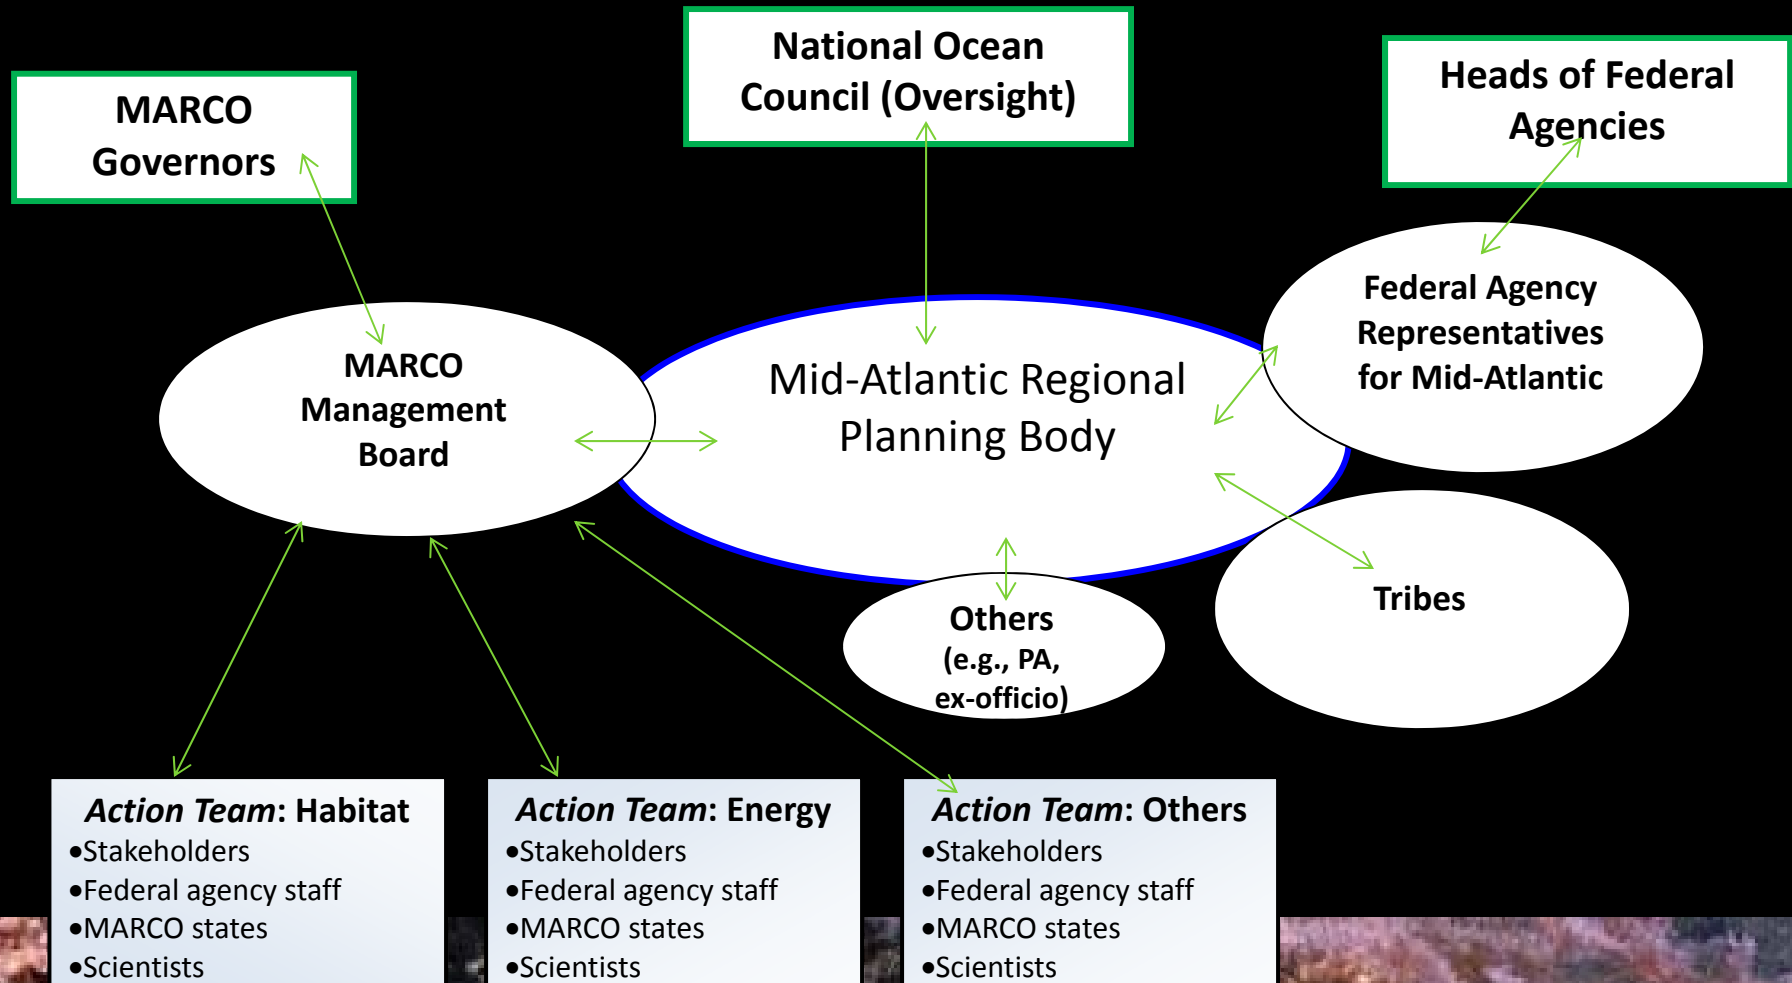 National Ocean
Council (Oversight)
MARCO
Governors
Heads of Federal
Agencies
Federal Agency
Representatives
for Mid-Atlantic
MARCO
Management
Board
Mid-Atlantic Regional
Planning Body
Tribes
Others
(e.g., PA,
ex-officio)
Action Team: Habitat
•Stakeholders
•Federal agency staff
•MARCO states
•Scientists
Action Team: Energy
•Stakeholders
•Federal agency staff
•MARCO states
•Scientists
Action Team: Others
•Stakeholders
•Federal agency staff
•MARCO states
•Scientists